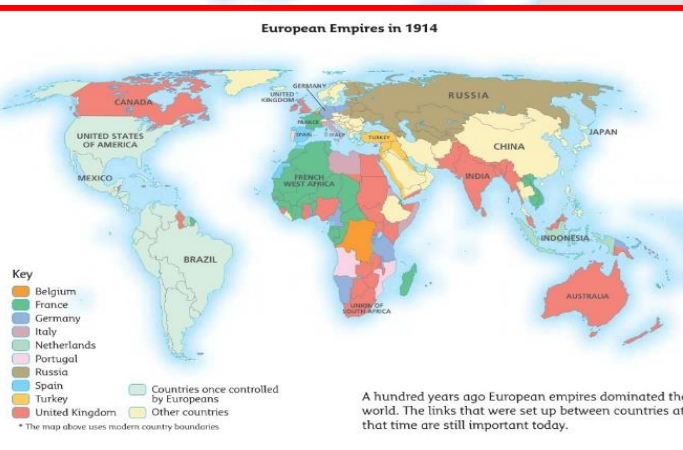 European Empires in 1914
GERMANY
UNITED
KINGDOM
RUSSIA
CANADA
FRANCE
UNITED STATES
OF AMERICA
SPAIN
ITALY
TURKEY
JAPAN
CHINA
MEXICO
FRENCH
WEST AFRICA
INDIA
INDONESIA
BRAZIL
AUSTRALIA
UNION OF
SOUTH AFRICA
Key
Belgium
France
Germany
Italy
Netherlands
Portugal
Russia
Spain
Turkey
United Kingdom
Countries once controlled
by Europeans
Other countries
* The map above uses modern country boundaries
A hundred years ago European empires dominated the
world. The links that were set up between countries at
that time are still important today.